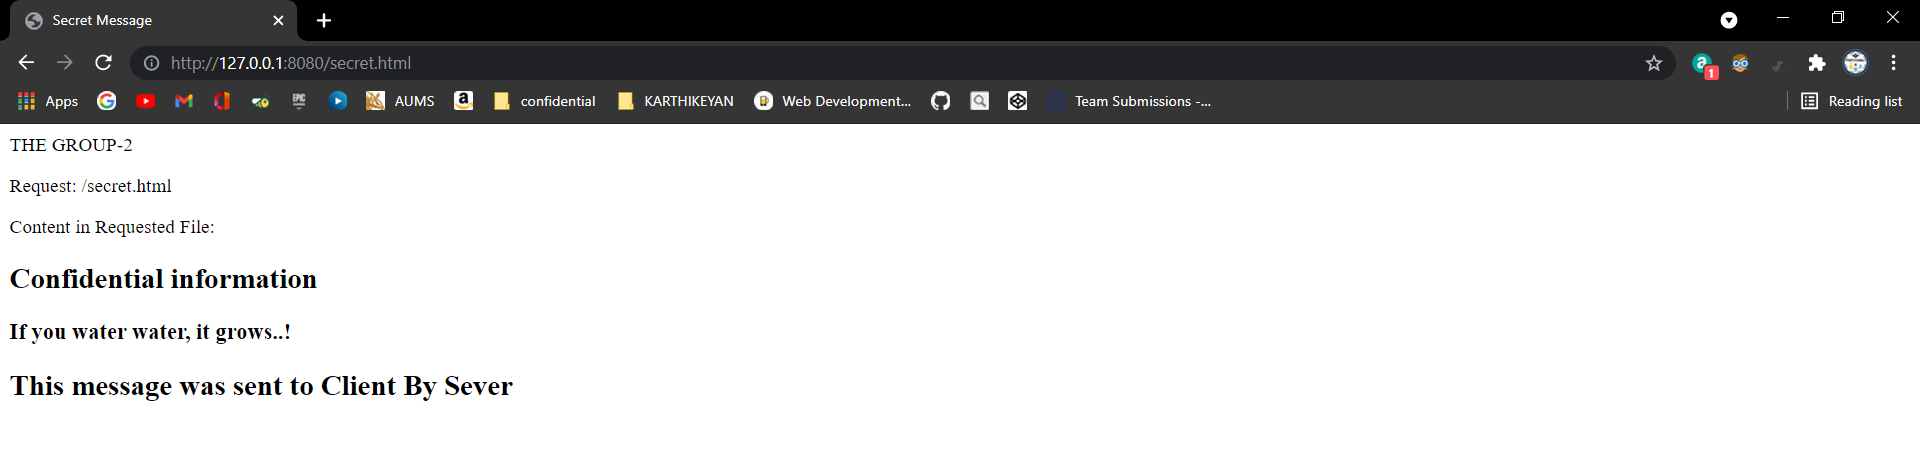 Secret Message
http://127.0.0.1:8080/secret.html
1
Apps
EPIC
AUMS
confidential
KARTHIKEYAN
Web Development...
Team Submissions -...
Reading list
THE GROUP-2
Request: /secret.html
Content in Requested File:
Confidential information
If you water water, it grows..!
This message was sent to Client By Sever